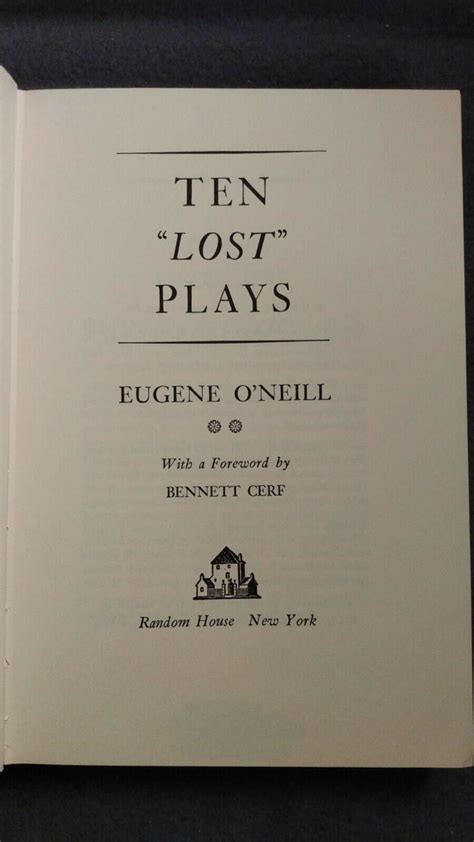 TEN
“LOST”
PLAYS
EUGENE O’NEILL
With a Foreword by
BENNETT CERF
Random House New York